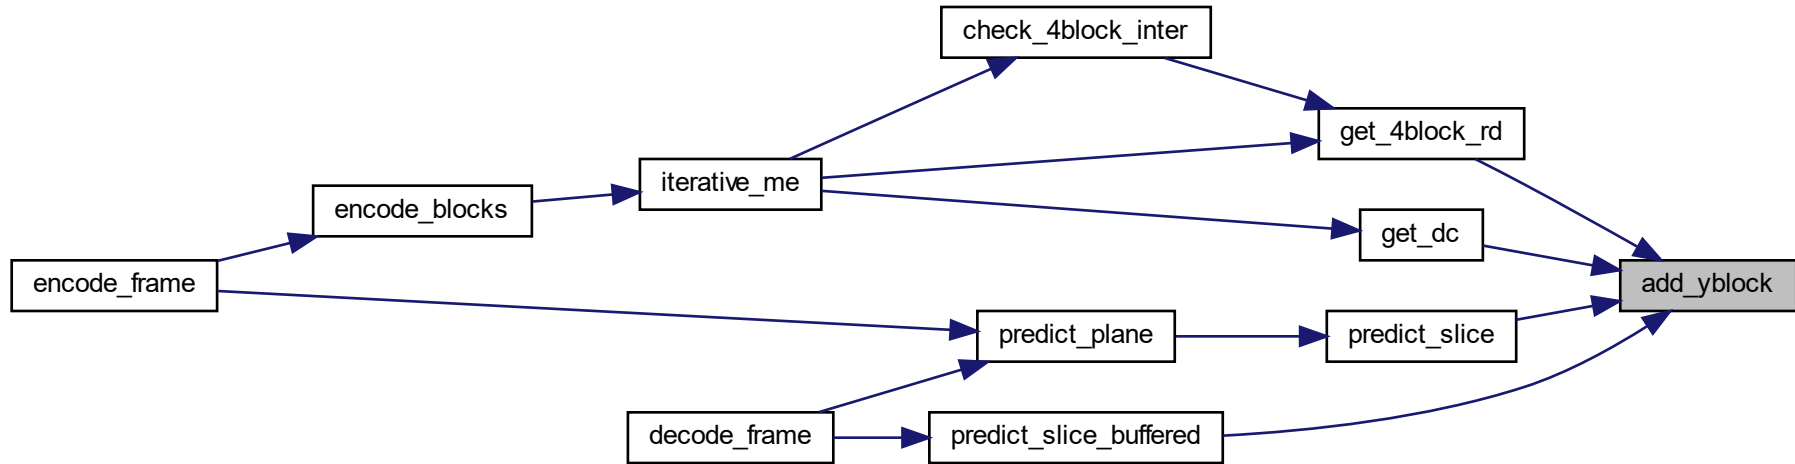 check_4block_inter
get_4block_rd
iterative_me
encode_blocks
get_dc
encode_frame
add_yblock
predict_plane
predict_slice
decode_frame
predict_slice_buffered